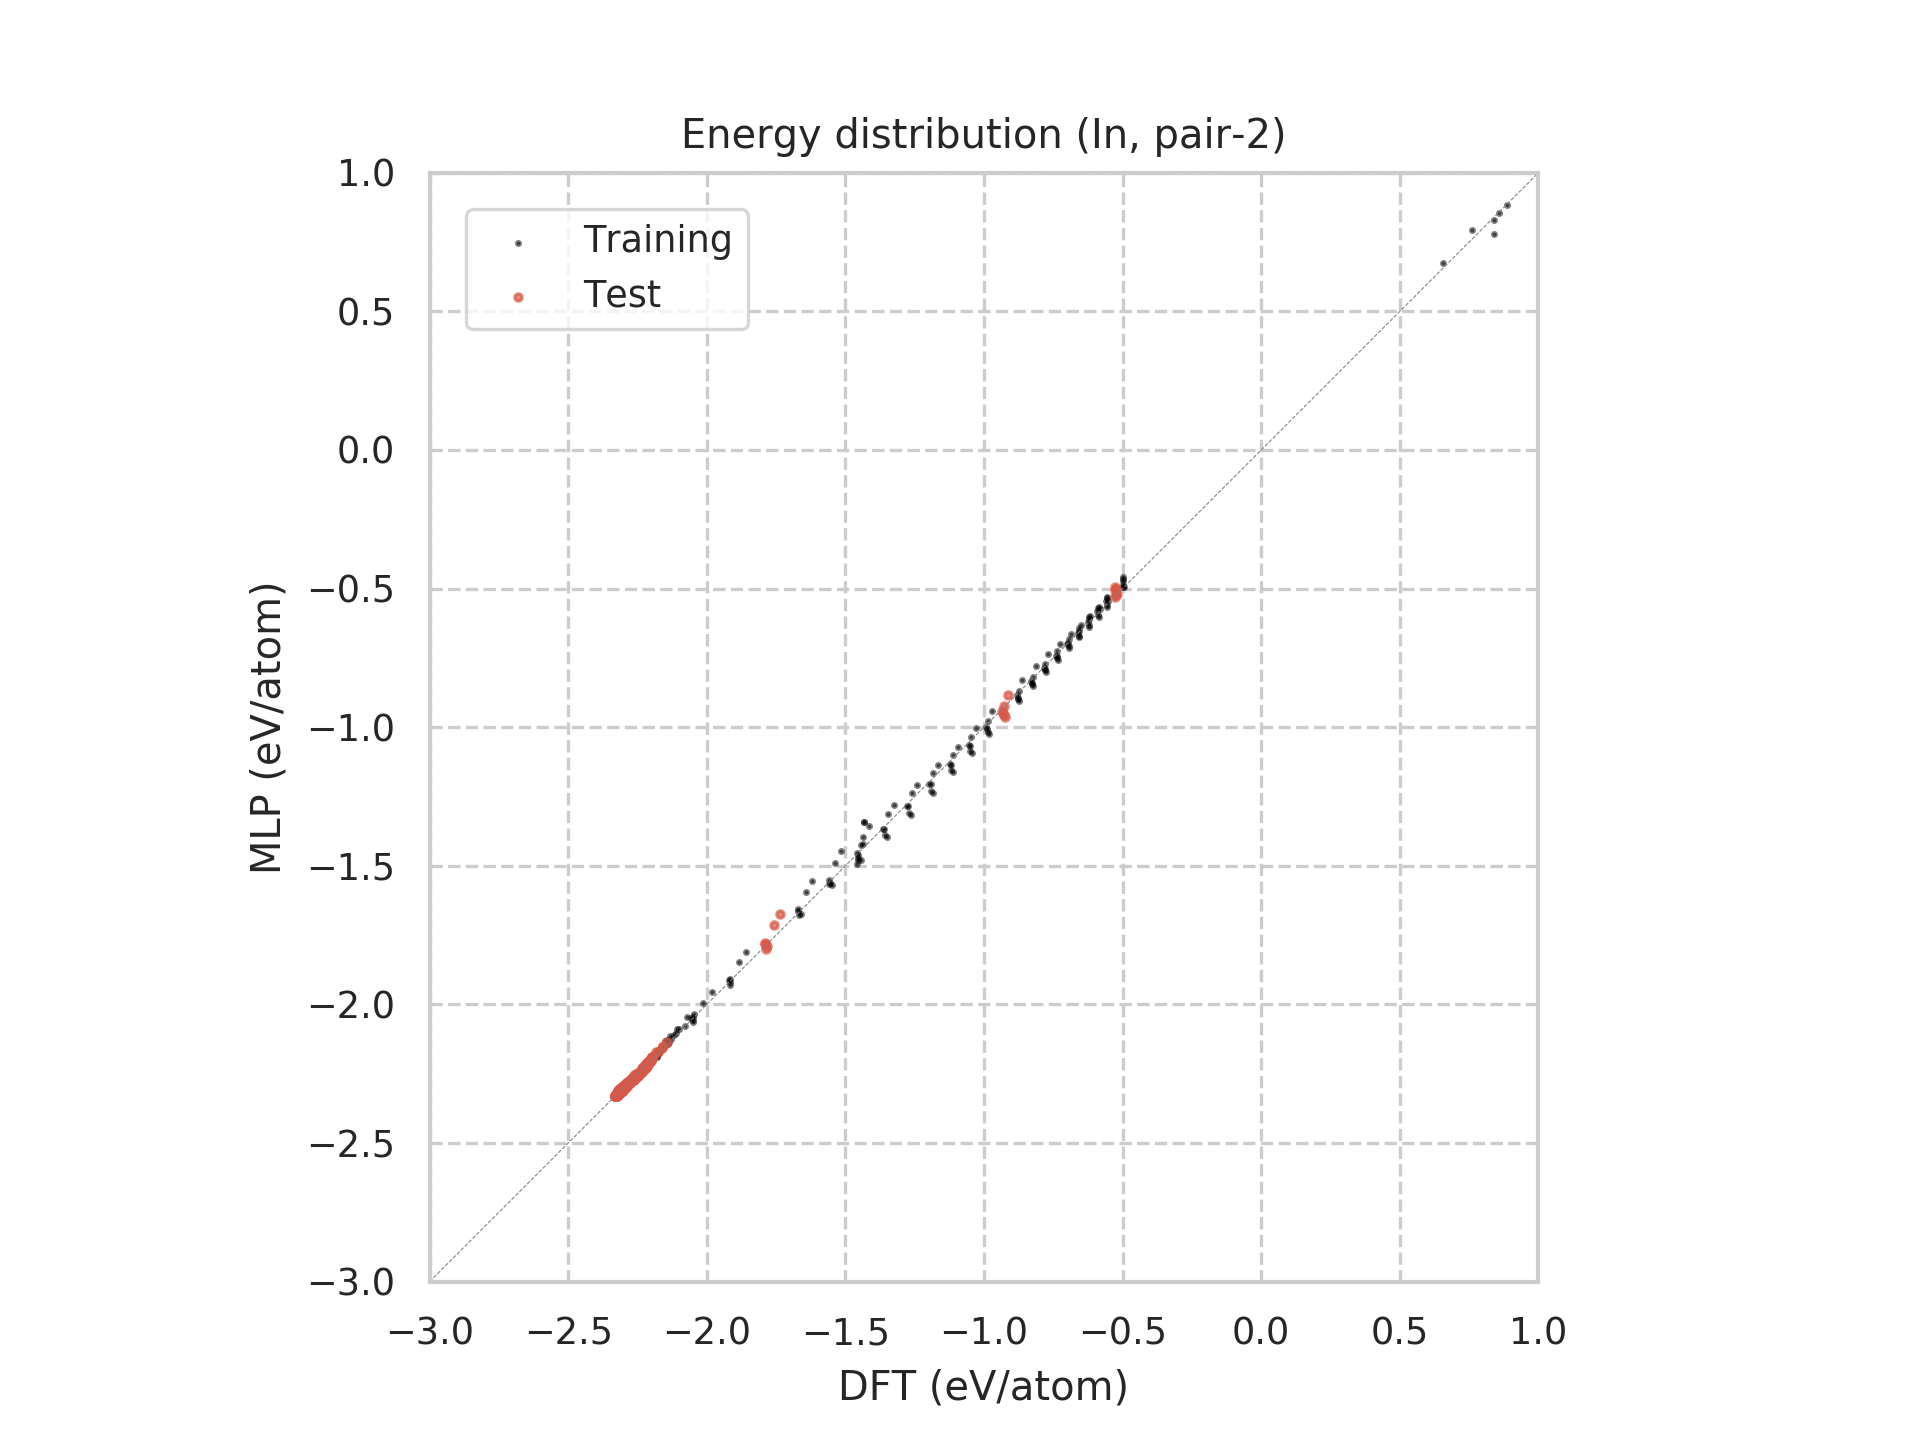 Energy distribution (In, pair-2)
1.0
0.5
0.0
−0.5
−1.0
−1.5
−2.0
−2.5
−3.0
MLP (eV/atom)
Training
Test
−3.0 −2.5 −2.0 −1.5 −1.0 −0.5 0.0 0.5 1.0
DFT (eV/atom)